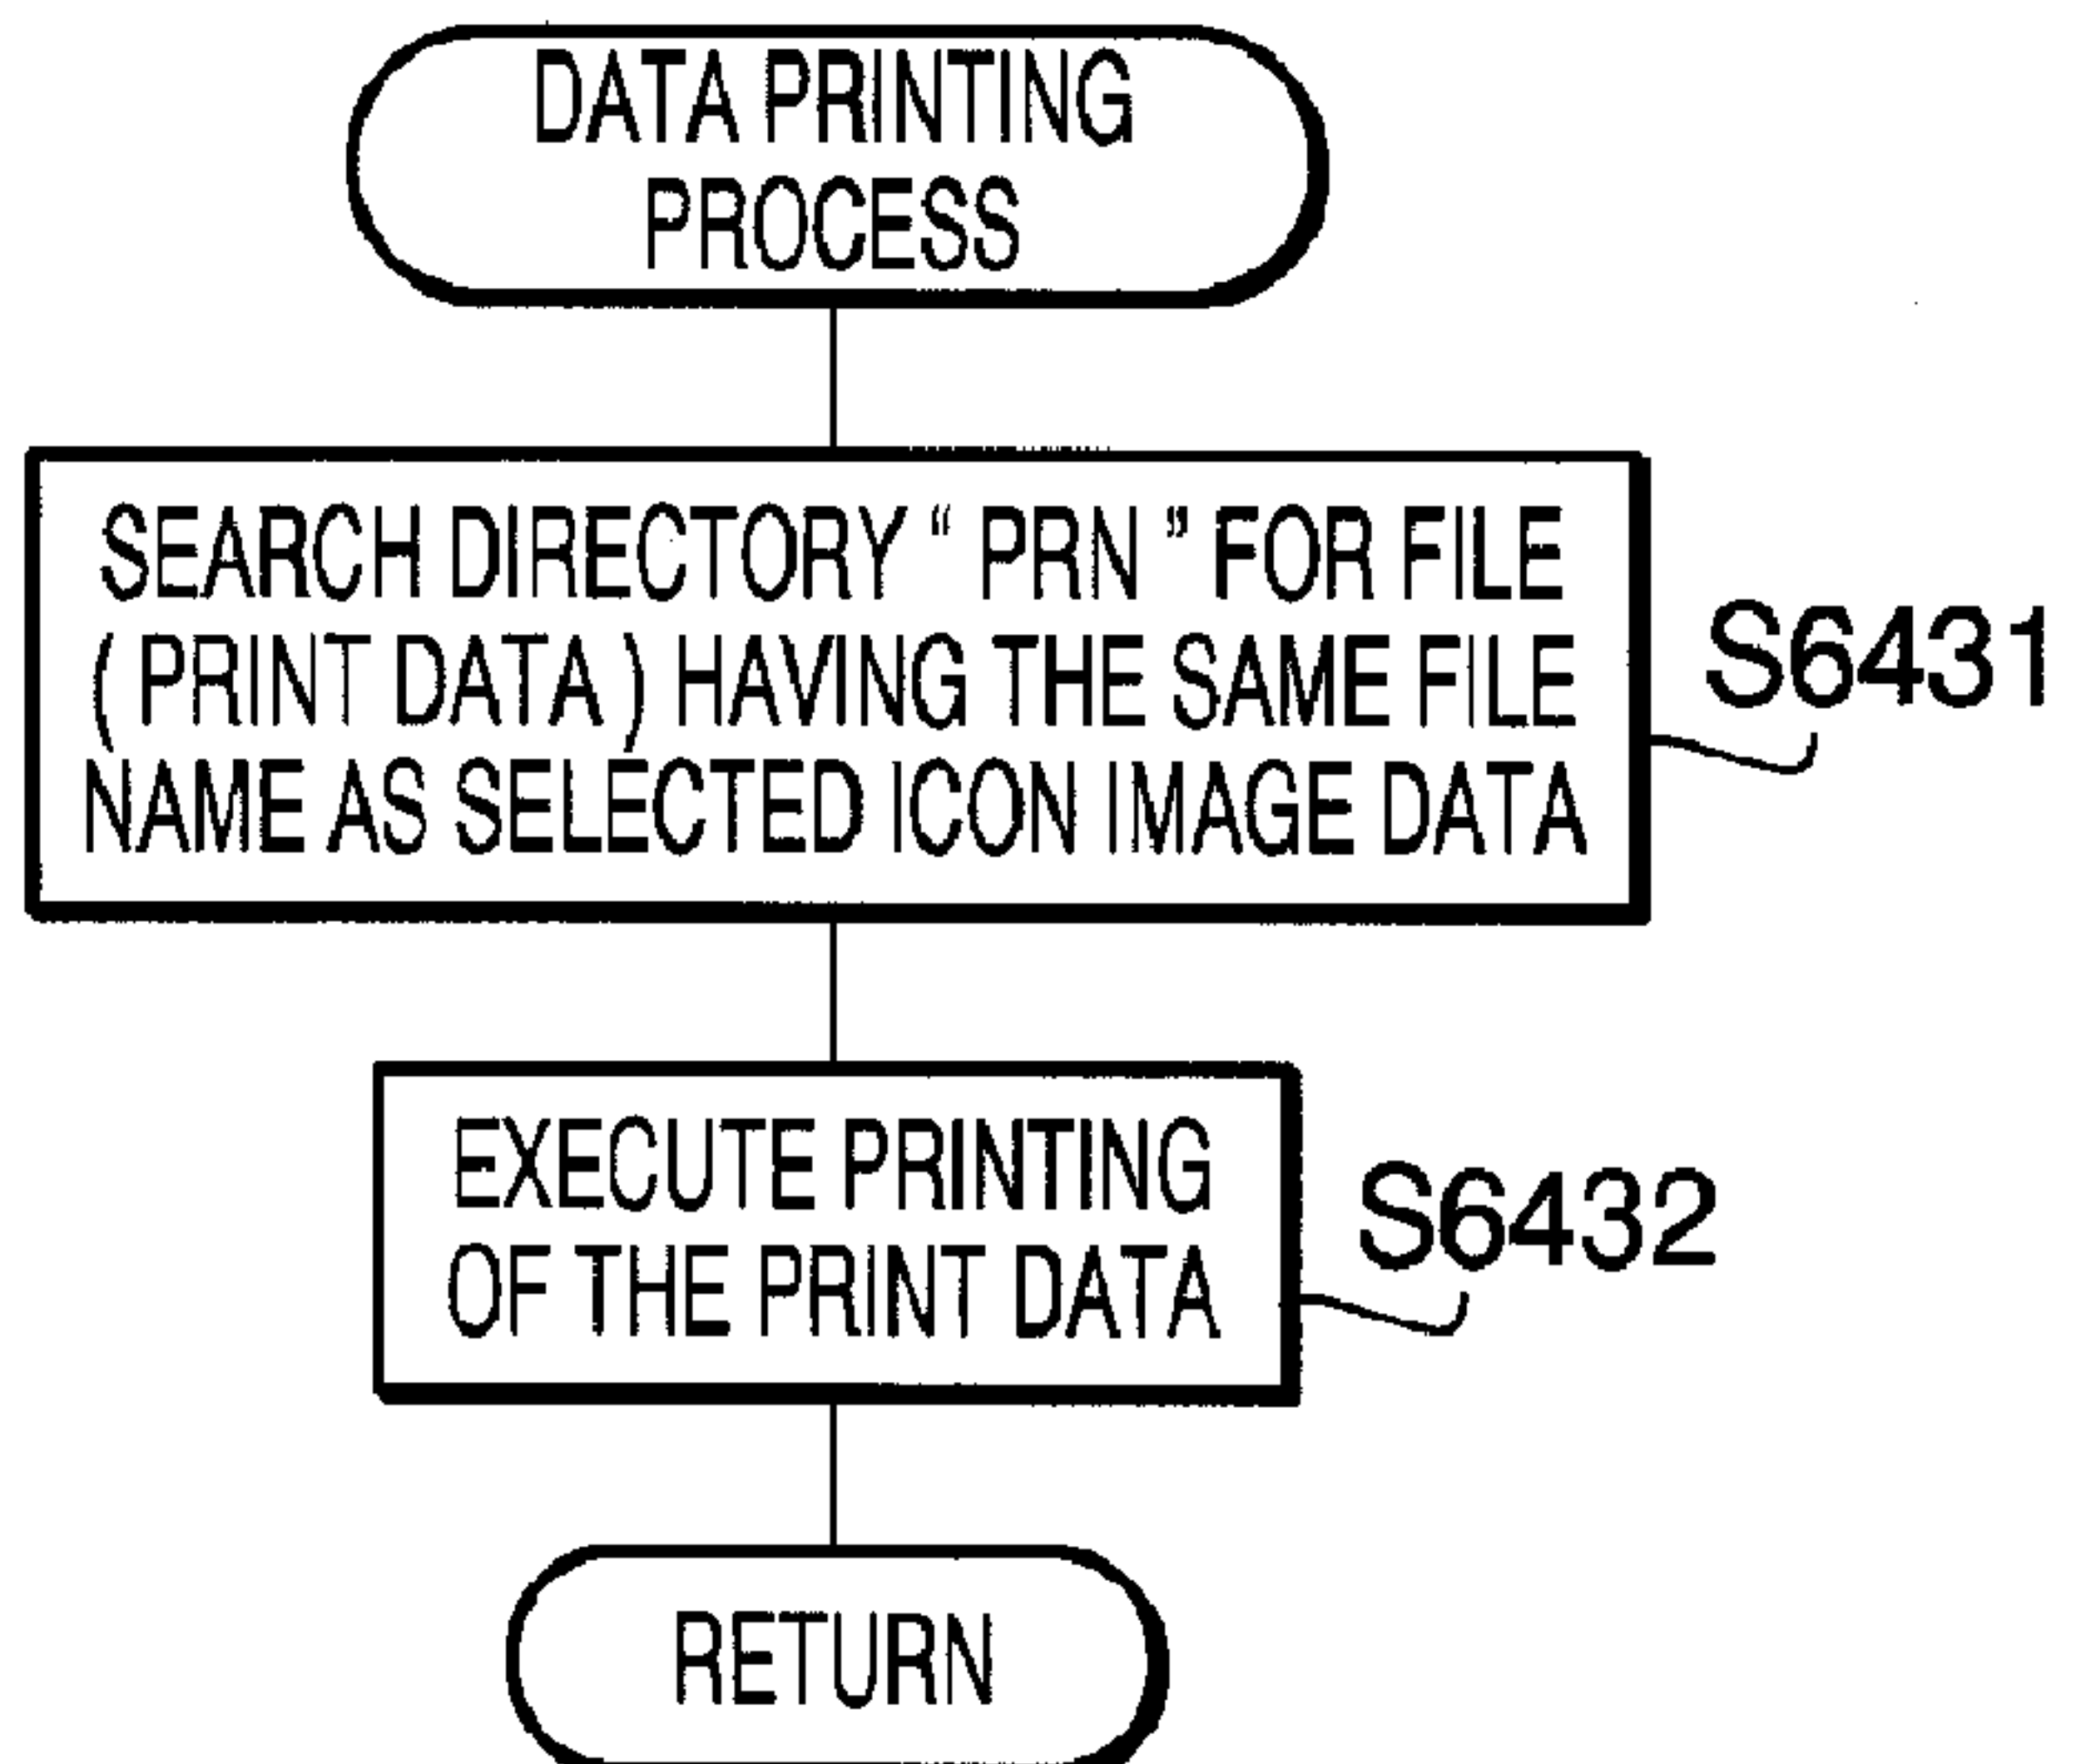 DATA PRINTING
PROCESS
SEARCH DIRECTORY “ PRN ” FOR FILE
( PRINT DATA ) HAVING THE SAME FILE
NAME AS SELECTED ICON IMAGE DATA
S6431
EXECUTE PRINTING
OF THE PRINT DATA
S6432
RETURN